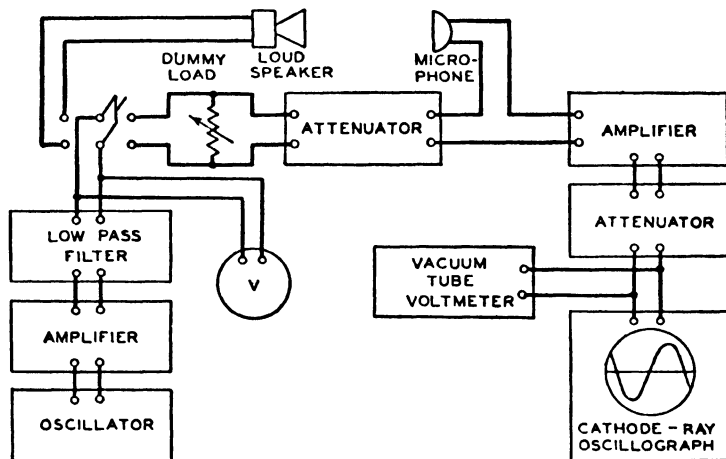 LOUD
SPEAKER
DUMMY
LOAD
MICRO-
PHONE
ATTENUATOR
AMPLIFIER
ATTENUATOR
LOW PASS
FILTER
V
VACUUM
TUBE
VOLTMETER
AMPLIFIER
OSCILLATOR
CATHODE - RAY
OSCILLOGRAPH